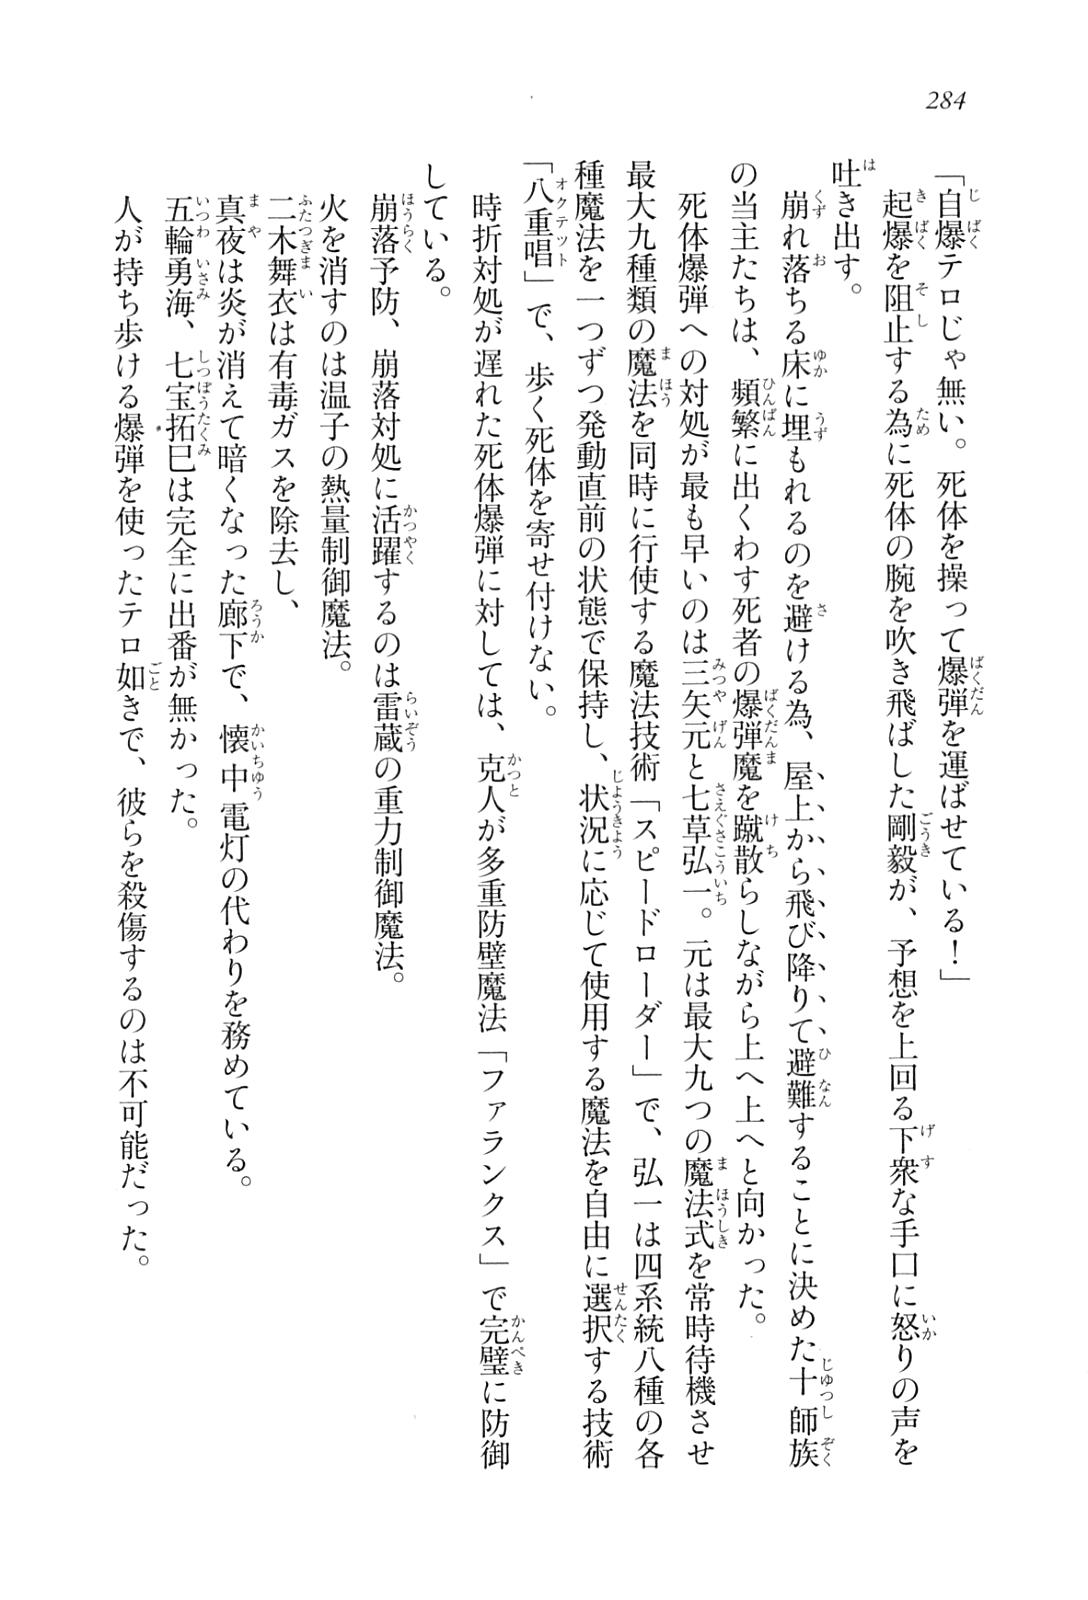 284
「自爆テロじゃ無い。死体を操って爆弾を運ばせている！」
起爆を阻止する為に死体の腕を吹き飛ばした剛毅が、予想を上回る下衆な手口に怒りの声を
吐き出す。
崩れ落ちる床に埋もれるのを避ける為、屋上から飛び降りて避難することに決めた十師族
の当主たちは、頻繁に出くわす死者の爆弾魔を蹴散らしながら上へ上へと向かった。
死体爆弾への対処が最も早いのは三矢元と七草弘一。元は最大九つの魔法式を常時待機させ
最大九種類の魔法を同時に行使する魔法技術「スピードローダー」で、弘一は四系統八種の各
種魔法を一つずつ発動直前の状態で保持し、状況に応じて使用する魔法を自由に選択する技術
「八重唱」で、歩く死体を寄せ付けない。
時折対処が遅れた死体爆弾に対しては、克人が多重防壁魔法「ファランクス」で完璧に防御
している。
崩落予防、崩落対処に活躍するのは雷蔵の重力制御魔法。
火を消すのは温子の熱量制御魔法。
二木舞衣は有毒ガスを除去し、
真夜は炎が消えて暗くなった廊下で、懐中電灯の代わりを務めている。
五輪勇海、七宝拓巳は完全に出番が無かった。
人が持ち歩ける爆弾を使ったテロ如きで、彼らを殺傷するのは不可能だった。